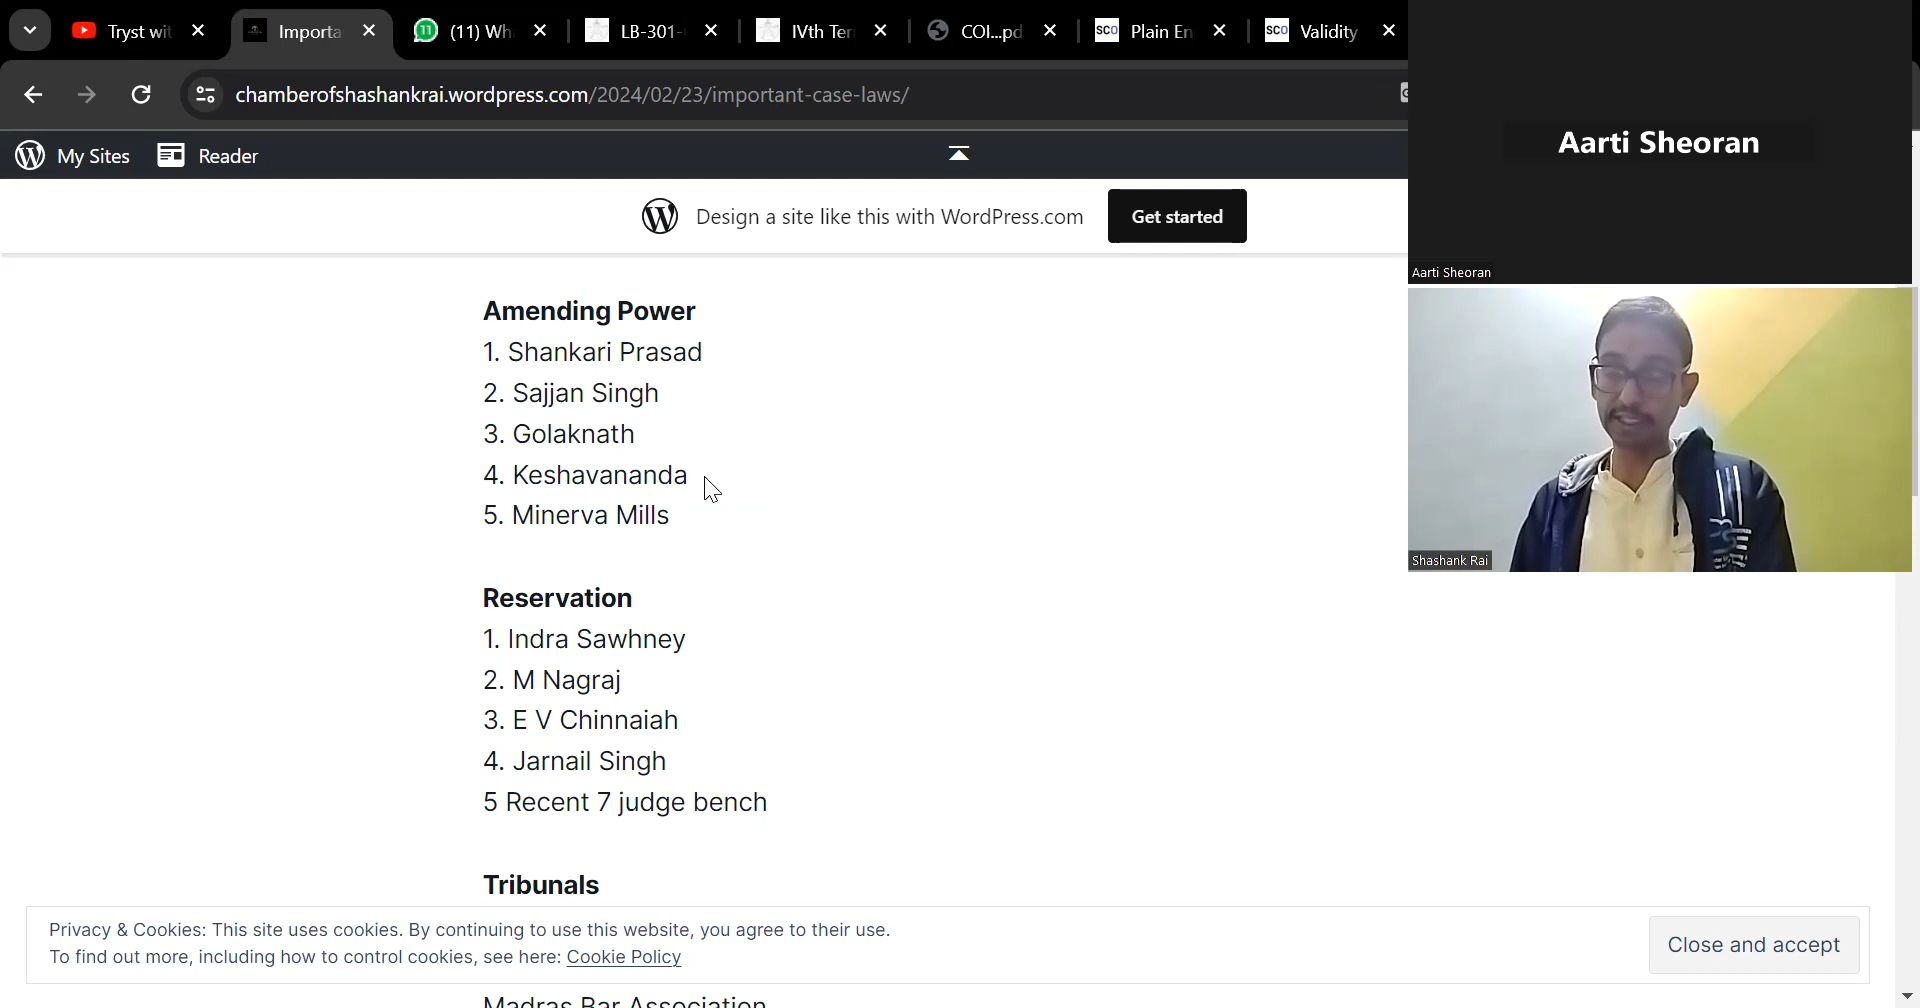 Tryst wit
Importa
11
(11) Wh
LB-301-
IVth Ter
COI...pd
SCO
Plain En
SCO
Validity
chamberofshashankrai.wordpress.com/2024/02/23/important-case-laws/
My Sites
Reader
Design a site like this with WordPress.com
Get started
Aarti Sheoran
Aarti Sheoran
Shashank Rai
Amending Power
1. Shankari Prasad
2. Sajjan Singh
3. Golaknath
4. Keshavananda
5. Minerva Mills
Reservation
1. Indra Sawhney
2. M Nagraj
3. E V Chinnaiah
4. Jarnail Singh
5 Recent 7 judge bench
Tribunals
Privacy & Cookies: This site uses cookies. By continuing to use this website, you agree to their use.
To find out more, including how to control cookies, see here: Cookie Policy
Close and accept
Madras Bar Association